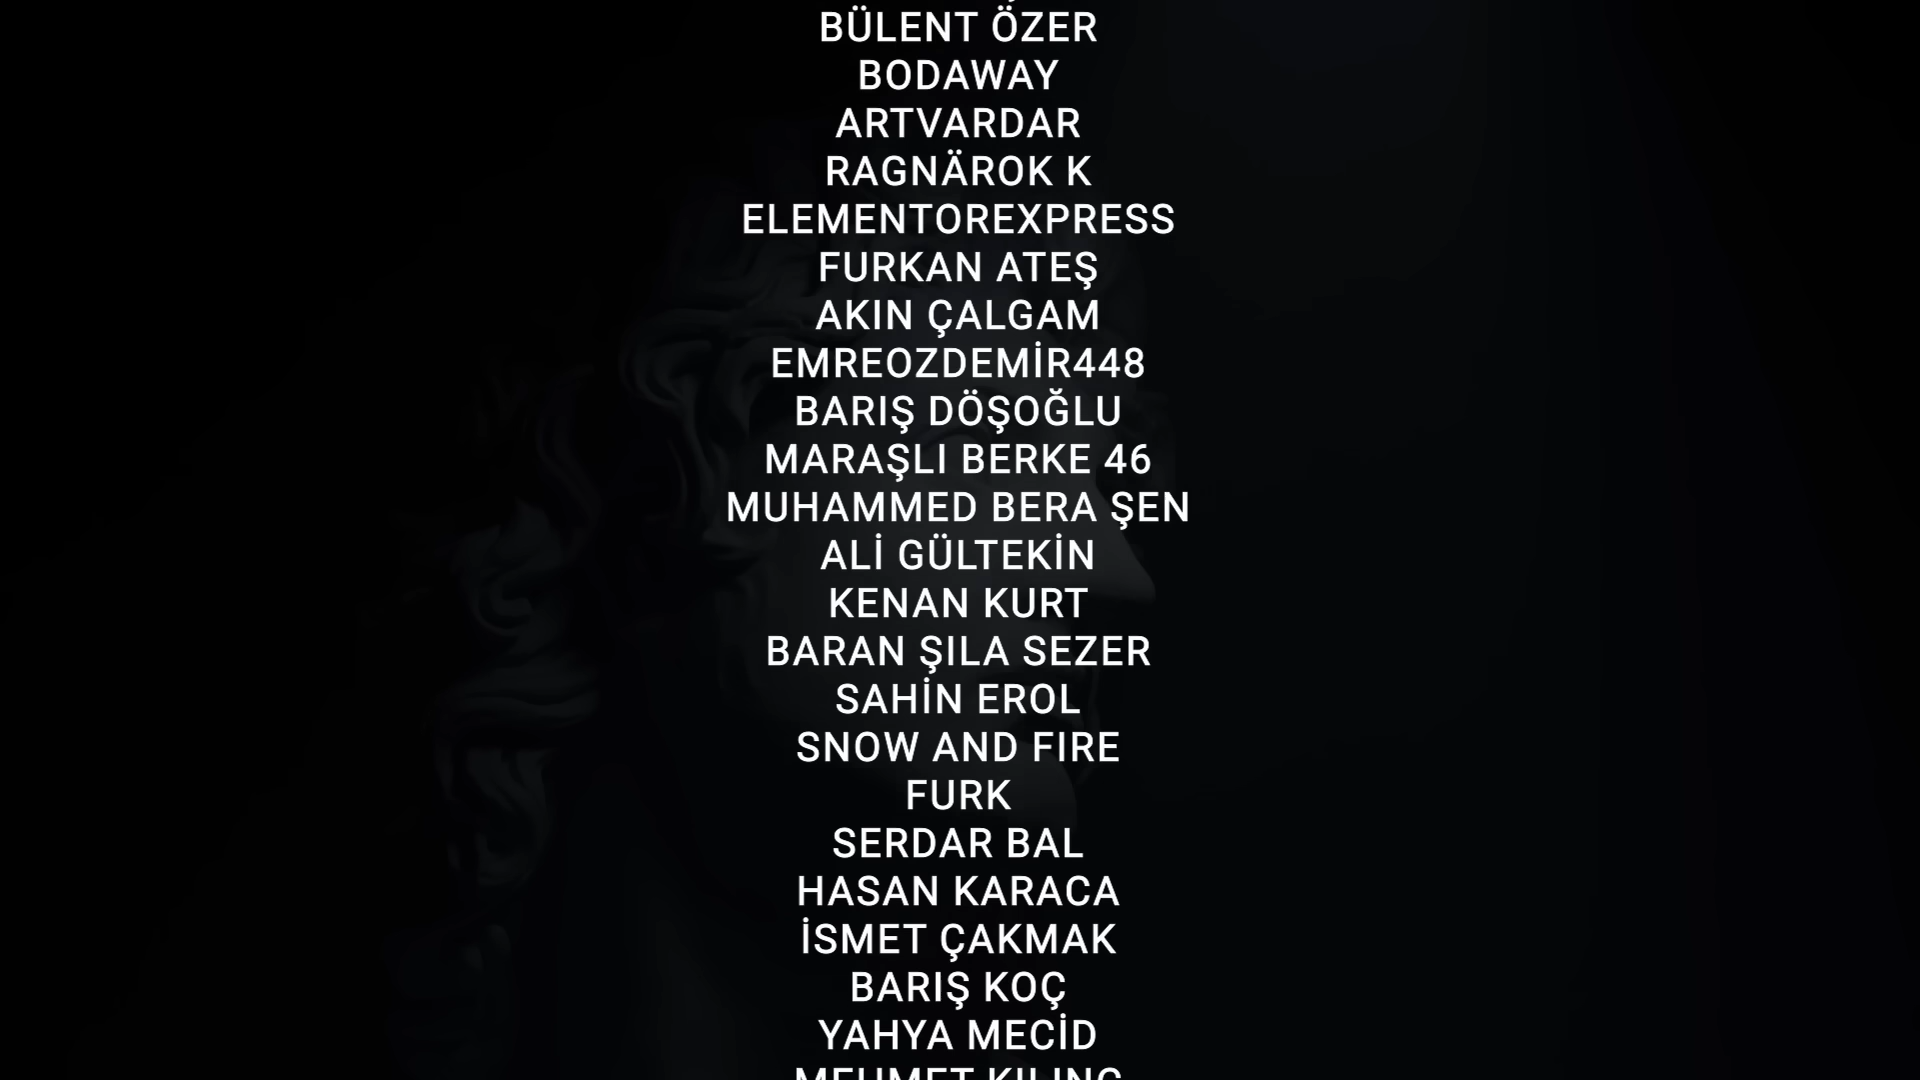 BÜLENT ÖZER
BODAWAY
ARTVARDAR
RAGNÄROK K
ELEMENTOREXPRESS
FURKAN ATEŞ
AKIN ÇALGAM
EMREOZDEMİR448
BARIŞ DÖŞOĞLU
MARAŞLI BERKE 46
MUHAMMED BERA ŞEN
ALİ GÜLTEKİN
KENAN KURT
BARAN ŞILA SEZER
SAHİN EROL
SNOW AND FIRE
FURK
SERDAR BAL
HASAN KARACA
İSMET ÇAKMAK
BARIŞ KOÇ
YAHYA MECİD
MEHMET